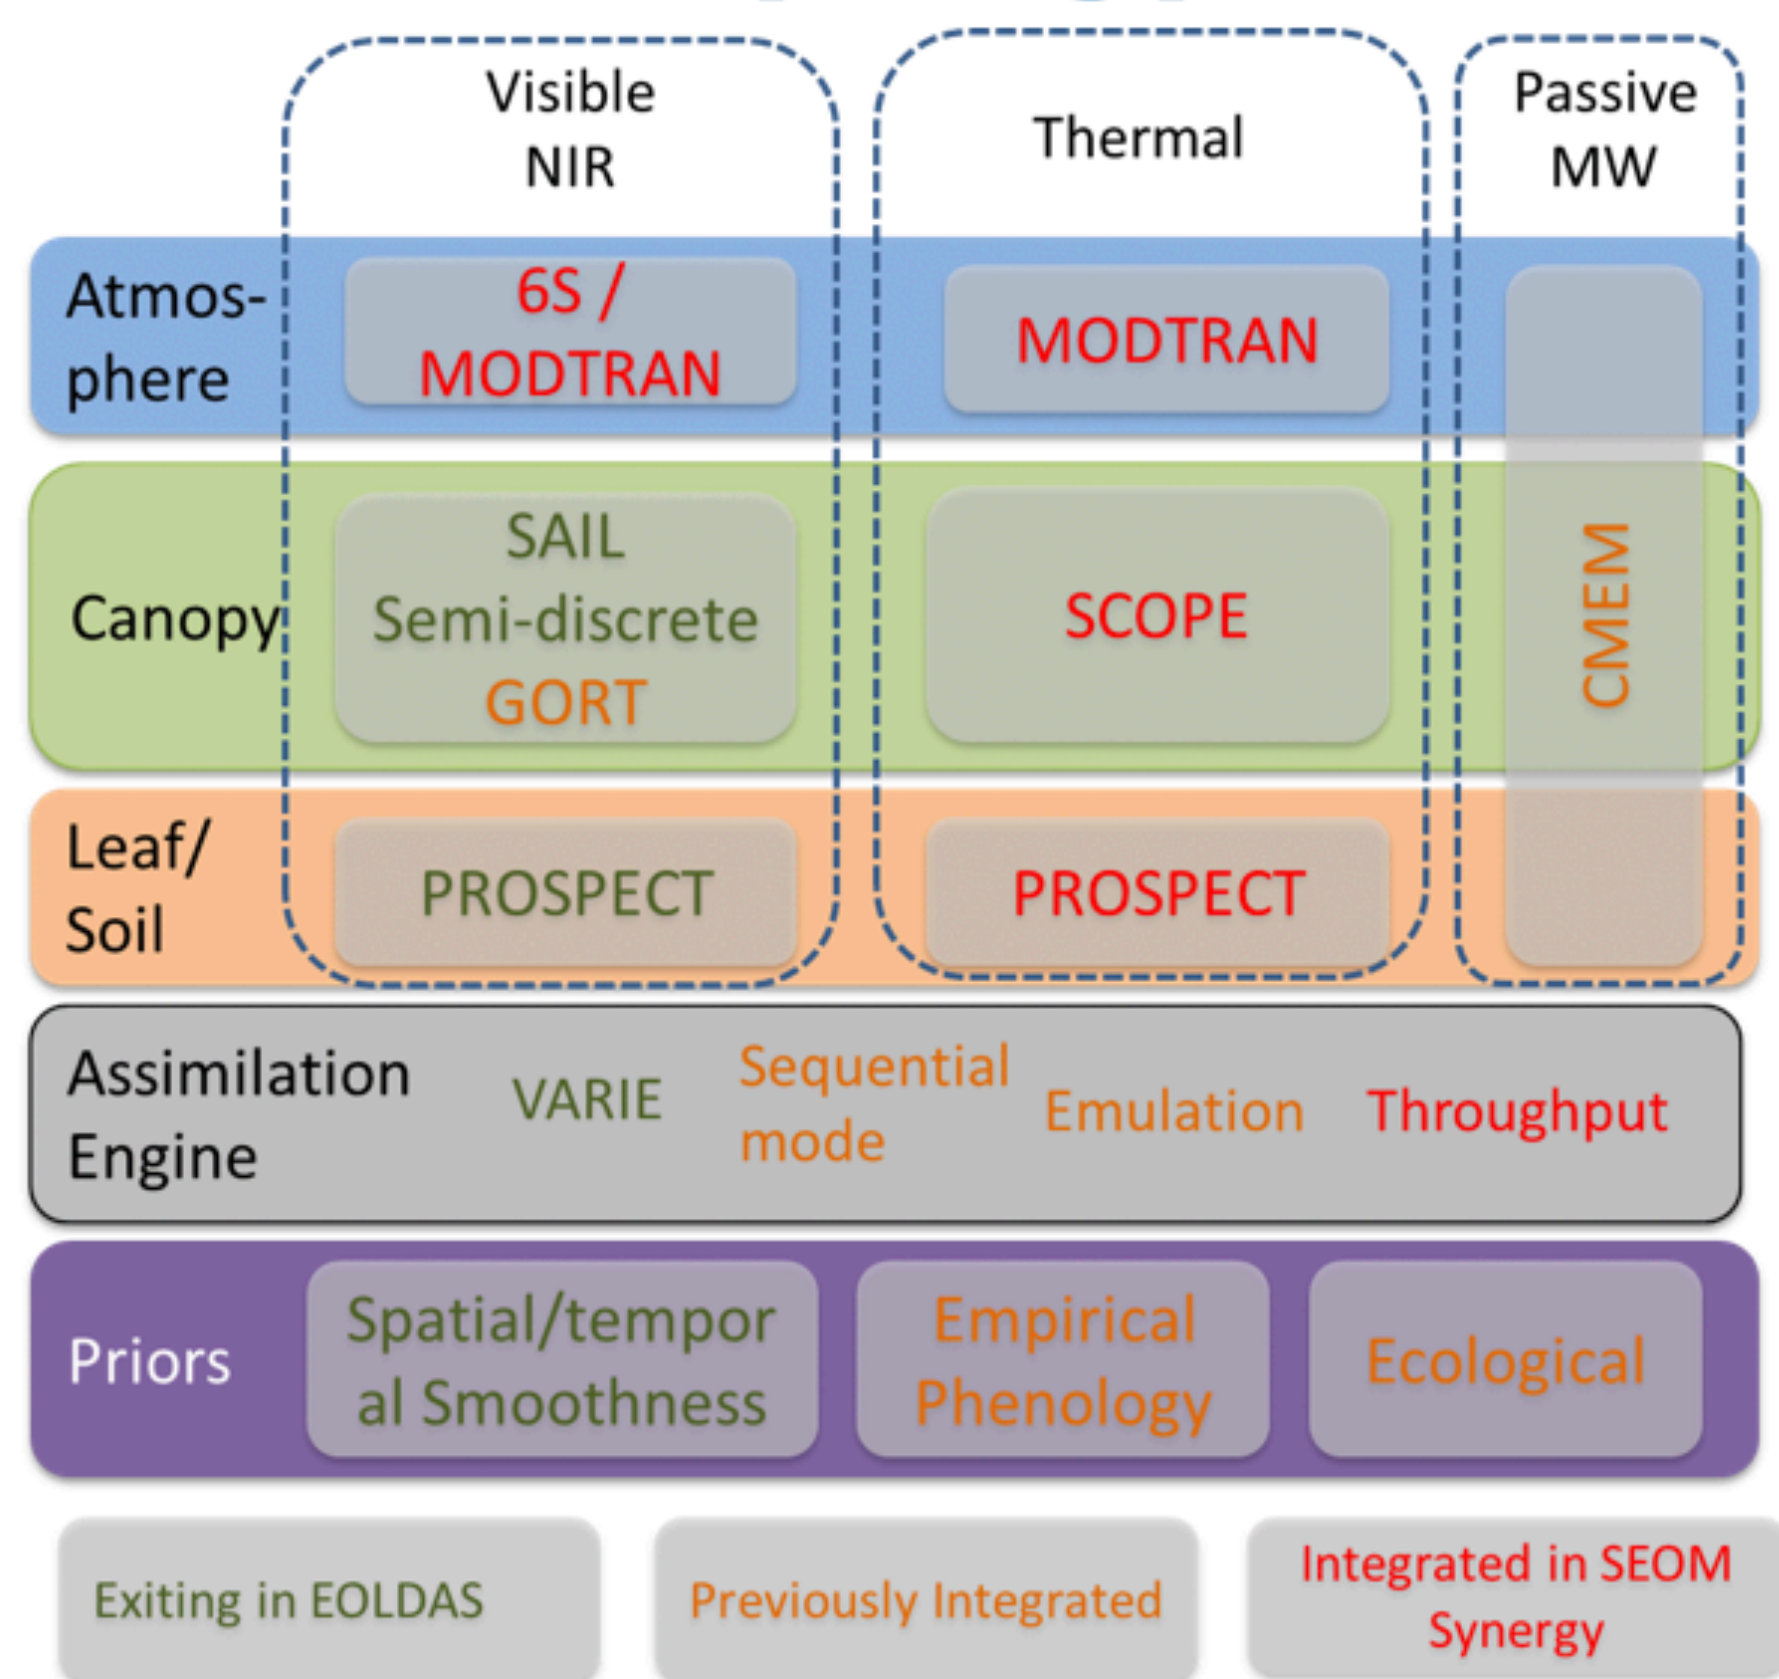 Visible
NIR
Thermal
Passive
MW
Atmos-
phere
6S /
MODTRAN
MODTRAN
Canopy
SAIL
Semi-discrete
GORT
SCOPE
CMEM
Leaf/
Soil
PROSPECT
PROSPECT
Assimilation
Engine
VARIE
Sequential
mode
Emulation
Throughput
Priors
Spatial/tempor
al Smoothness
Empirical
Phenology
Ecological
Exiting in EOLDAS
Previously Integrated
Integrated in SEOM
Synergy